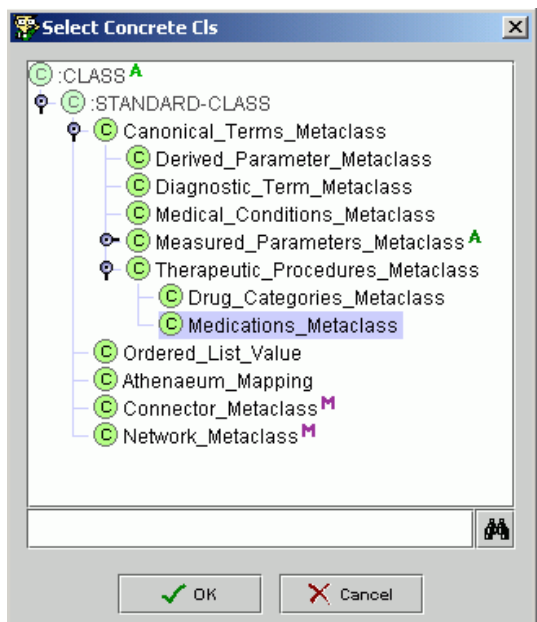 Select Concrete Cls
C :CLASS A
C :STANDARD-CLASS
C Canonical_Terms_Metaclass
C Derived_Parameter_Metaclass
C Diagnostic_Term_Metaclass
C Medical_Conditions_Metaclass
C Measured_Parameters_Metaclass A
C Therapeutic_Procedures_Metaclass
C Drug_Categories_Metaclass
C Medications_Metaclass
C Ordered_List_Value
C Athenaeum_Mapping
C Connector_Metaclass M
C Network_Metaclass M
OK Cancel